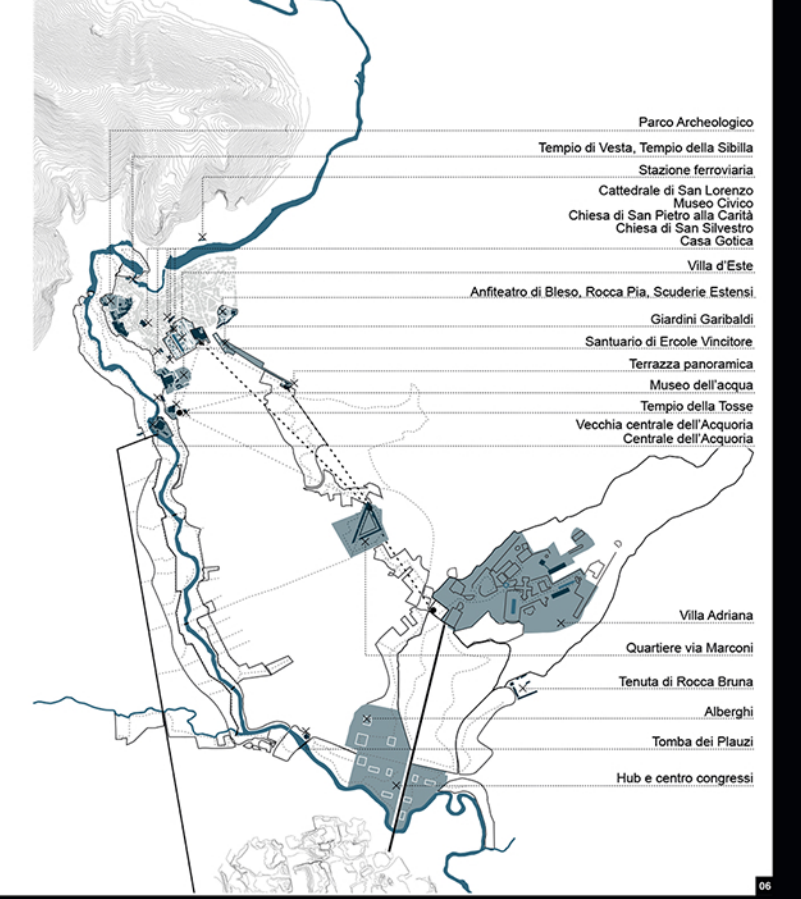 Parco Archeologico
Tempio di Vesta, Tempio della Sibilla
Stazione ferroviaria
Cattedrale di San Lorenzo
Museo Civico
Chiesa di San Pietro alla Carità
Chiesa di San Silvestro
Casa Gotica
Villa d'Este
Anfiteatro di Bleso, Rocca Pia, Scuderie Estensi
Giardini Garibaldi
Santuario di Ercole Vincitore
Terrazza panoramica
Museo dell'acqua
Tempio della Tosse
Vecchia centrale dell'Acquoria
Centrale dell'Acquoria
Villa Adriana
Quartiere via Marconi
Tenuta di Rocca Bruna
Alberghi
Tomba dei Plauzi
Hub e centro congressi
06